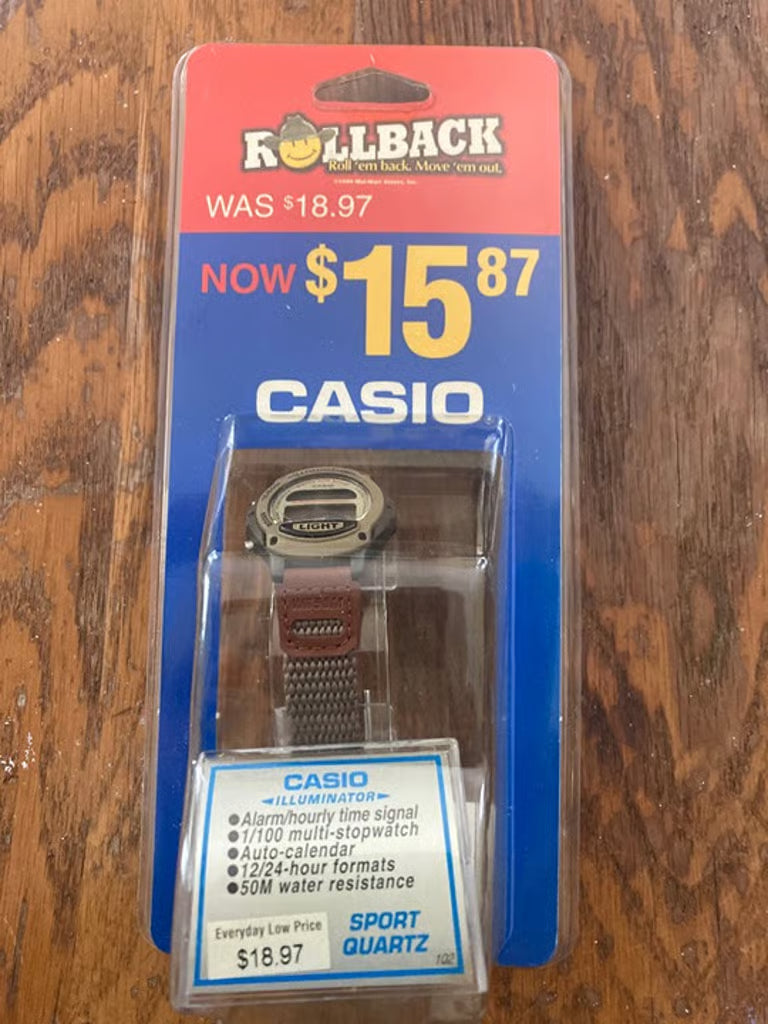 ROLLBACK
Roll 'em back. Move 'em out.
WAS $18.97
NOW $15 87
CASIO
LIGHT
CASIO
ILLUMINATOR
●Alarm/hourly time signal
●1/100 multi-stopwatch
●Auto-calendar
●12/24-hour formats
●50M water resistance
Everyday Low Price
$18.97
SPORT
QUARTZ
102